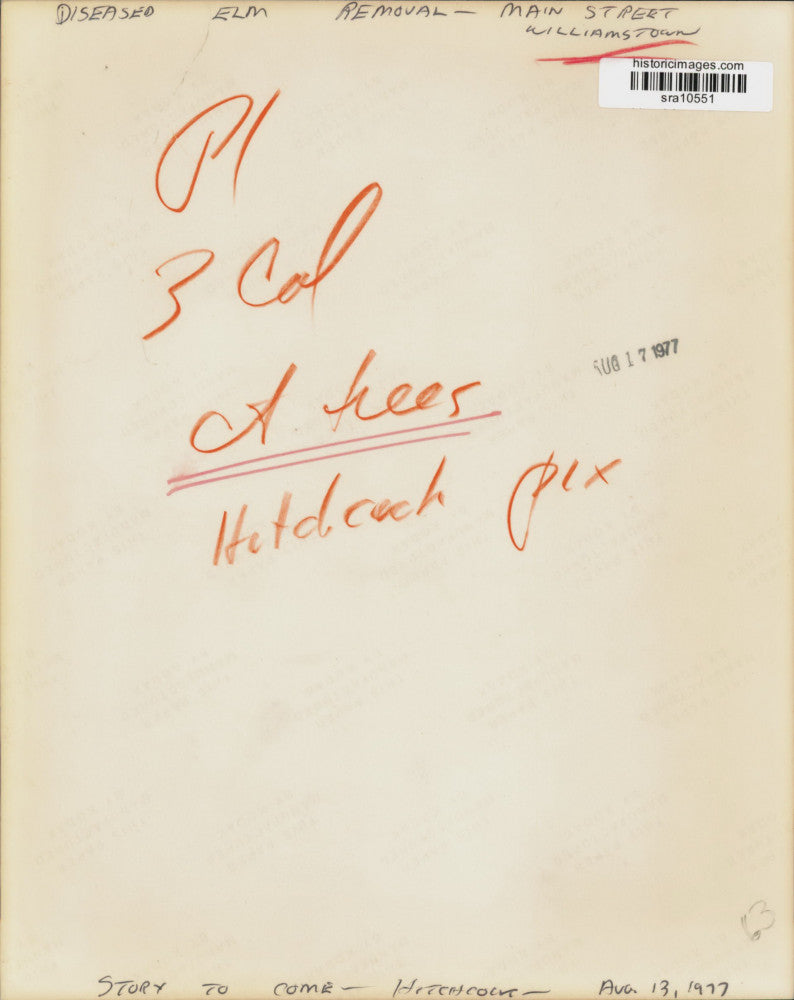 DISEASED ELM REMOVAL — MAIN STREET
WILLIAMSTOWN
historicimages.com
sra10551
P1
3 Col
A trees
AUG 17 1977
Hitchcock pix
STORY TO COME — HITCHCOCK — AUG. 13, 1977